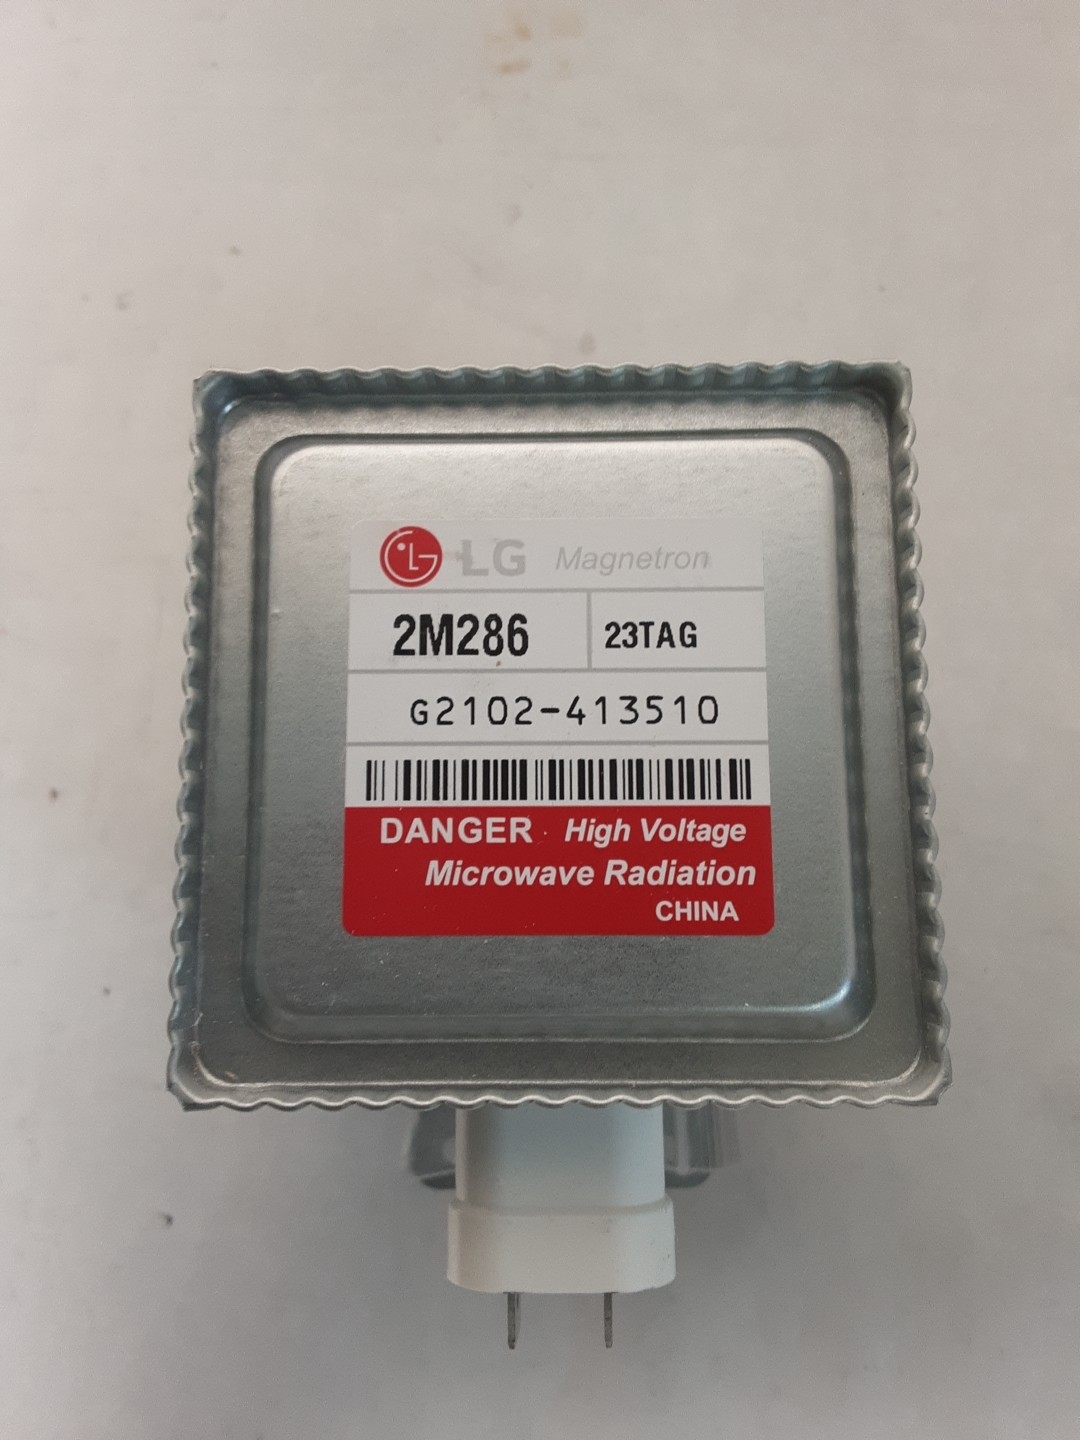 LG Magnetron
2M286 23TAG
G2102-413510
DANGER High Voltage
Microwave Radiation
CHINA